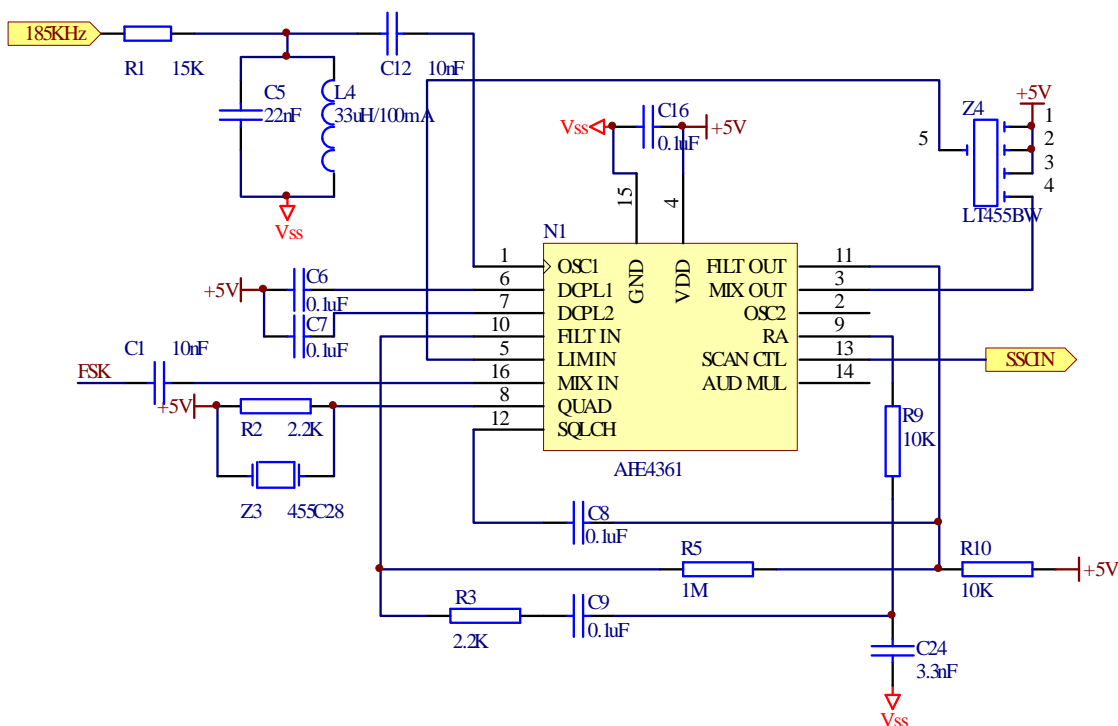 185KHz
R1 15K
C12 10nF
C5
22nF
L4
33uH/100mA
C16
0.1uF
Vss
+5V
Z4
+5V
1
2
3
4
5
LT455BW
Vss
15
4
N1
1 OSC1
6 DCPL1
7 DCPL2
10 FILT IN
5 LIMIN
16 MIX IN
8 QUAD
12 SQLCH
GND
VDD
FILT OUT 11
MIX OUT 3
OSC2 2
RA 9
SCAN CTL 13
AUD MUL 14
AFE4361
+5V
C6
0.1uF
C7
0.1uF
C1 10nF
FSK
+5V
R2 2.2K
Z3 455C28
SSCIN
R9
10K
C8
0.1uF
R5
1M
R10
10K
+5V
R3
2.2K
C9
0.1uF
C24
3.3nF
Vss